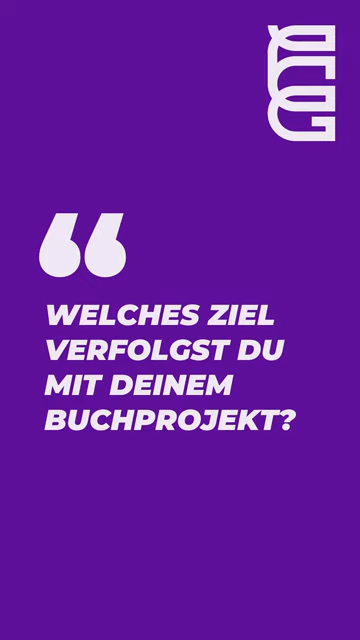 “
WELCHES ZIEL
VERFOLGST DU
MIT DEINEM
BUCHPROJEKT?